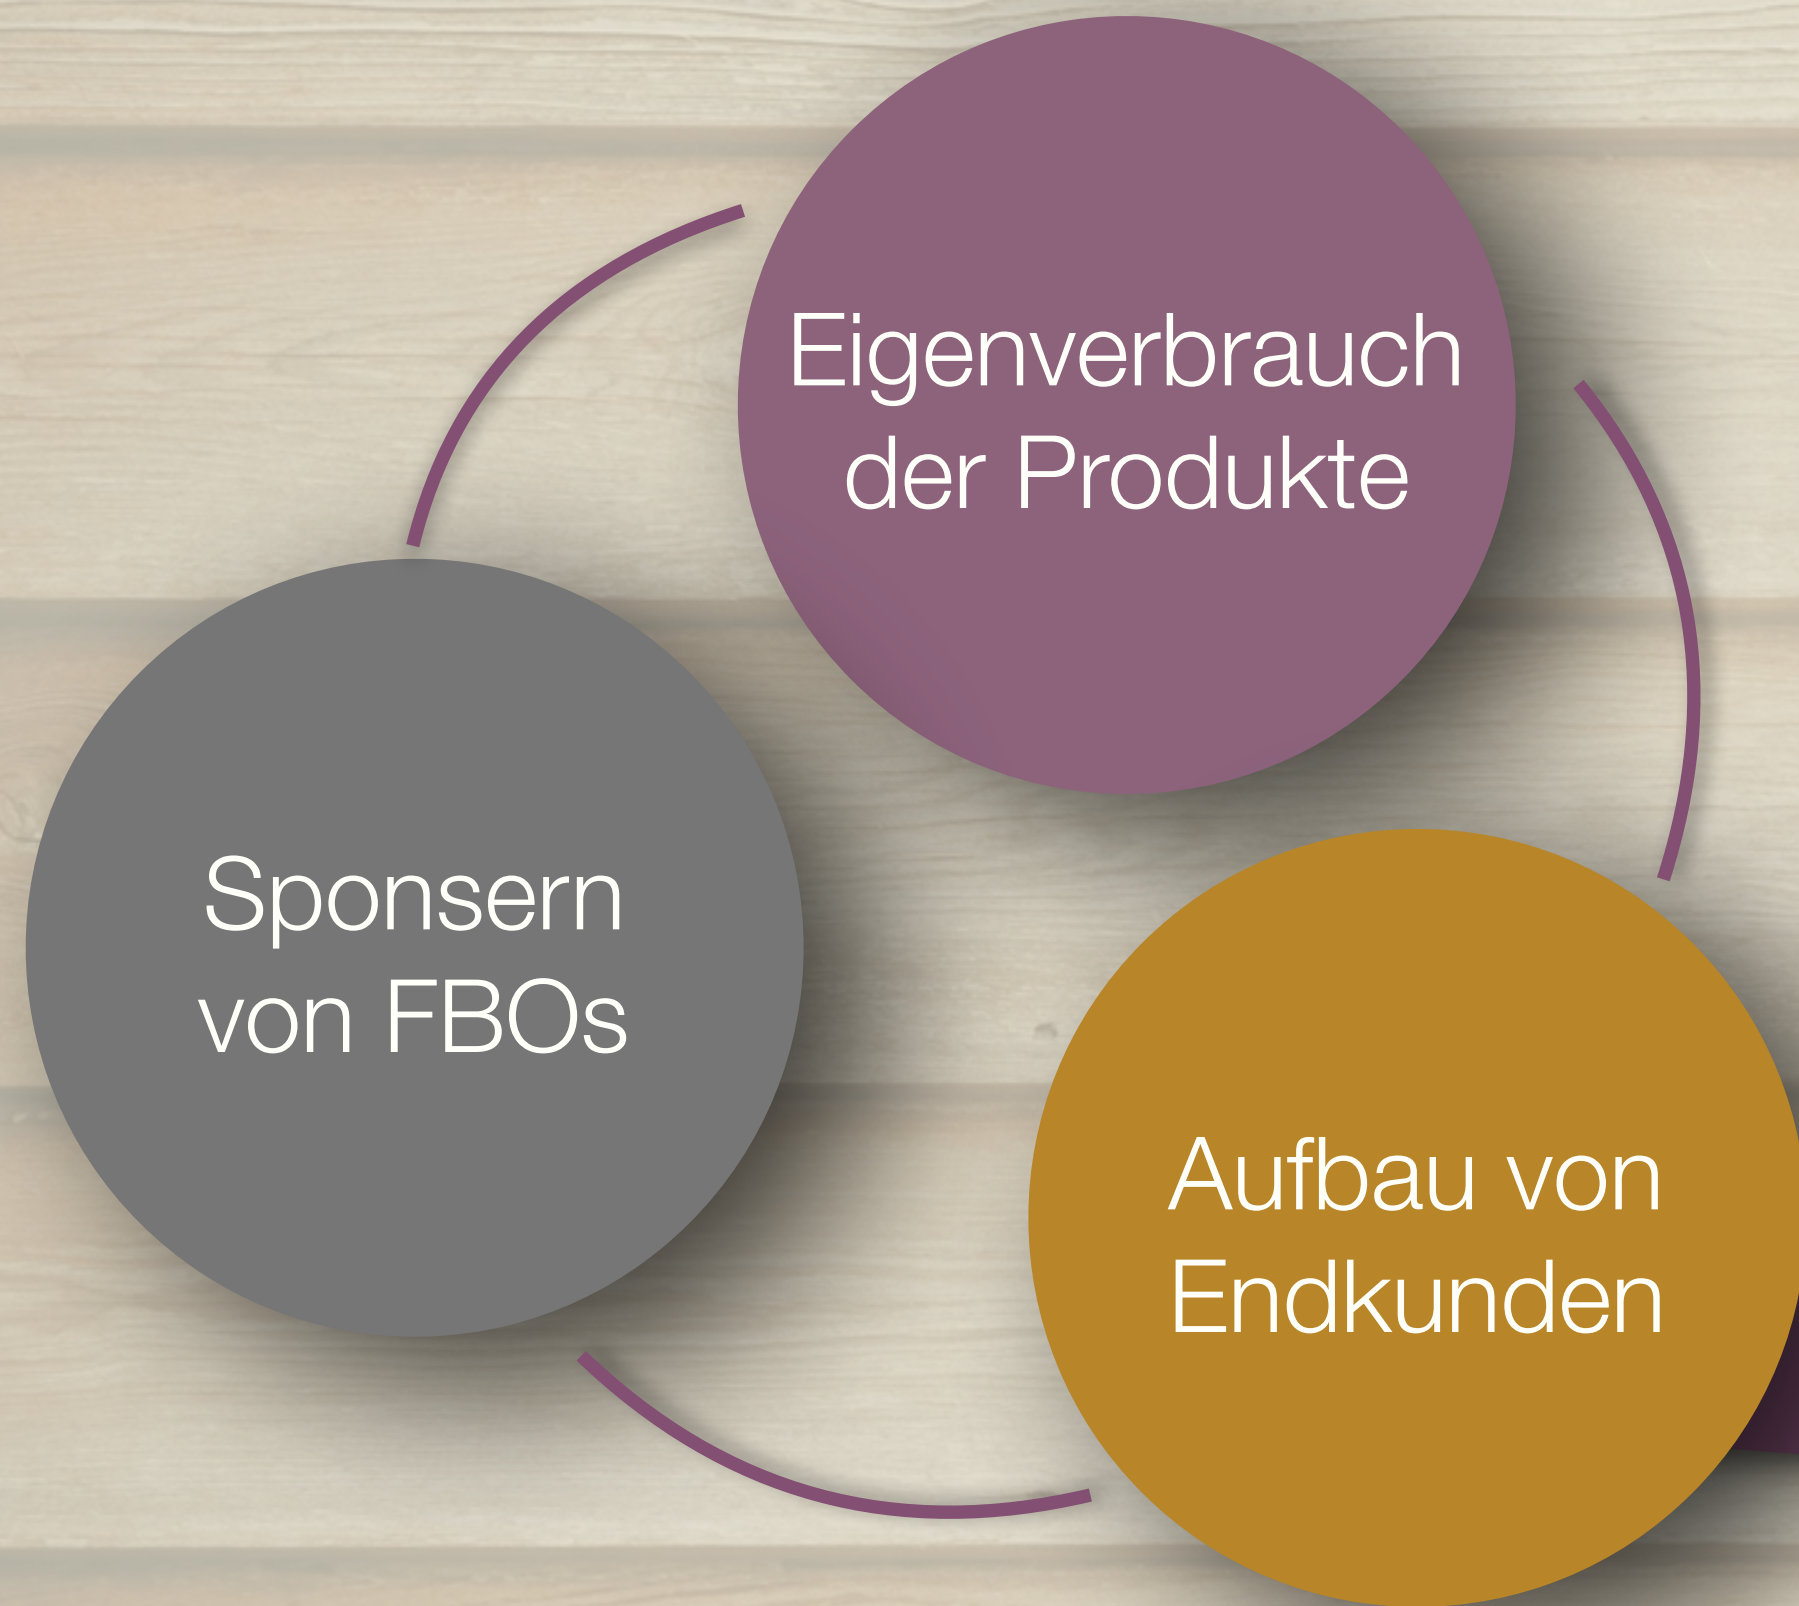 Eigenverbrauch
der Produkte
Sponsern
von FBOs
Aufbau von
Endkunden